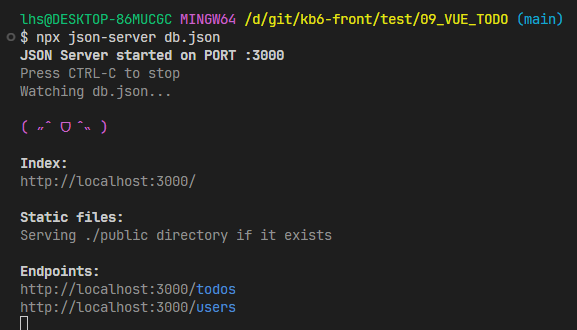 lhs@DESKTOP-86MUCGC MINGW64 /d/git/kb6-front/test/09_VUE_TODO (main)
$ npx json-server db.json
JSON Server started on PORT :3000
Press CTRL-C to stop
Watching db.json...
( ˶ˆ ᗜ ˆ˵ )
Index:
http://localhost:3000/
Static files:
Serving ./public directory if it exists
Endpoints:
http://localhost:3000/todos
http://localhost:3000/users